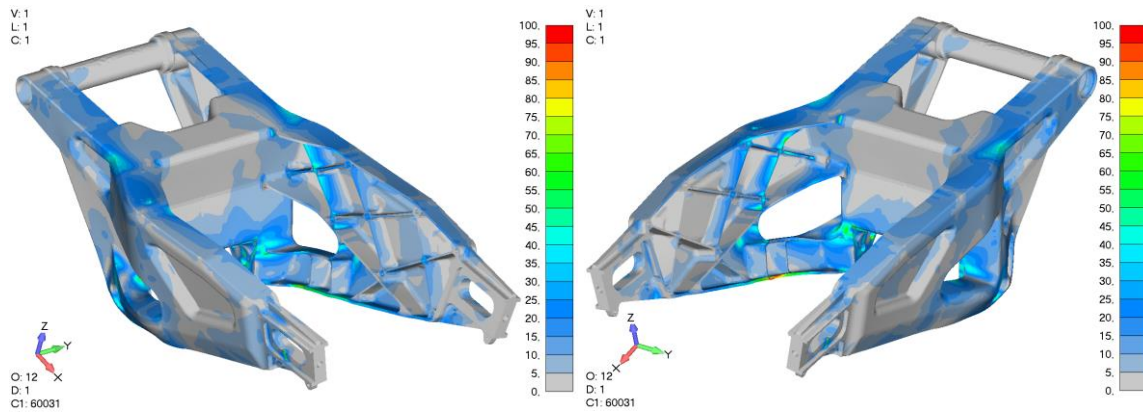 V: 1
L: 1
C: 1
100.
95.
90.
85.
80.
75.
70.
65.
60.
55.
50.
45.
40.
35.
30.
25.
20.
15.
10.
5.
0.
Z
Y
X
O: 12
D: 1
C1: 60031
V: 1
L: 1
C: 1
100.
95.
90.
85.
80.
75.
70.
65.
60.
55.
50.
45.
40.
35.
30.
25.
20.
15.
10.
5.
0.
Z
Y
X
O: 12
D: 1
C1: 60031